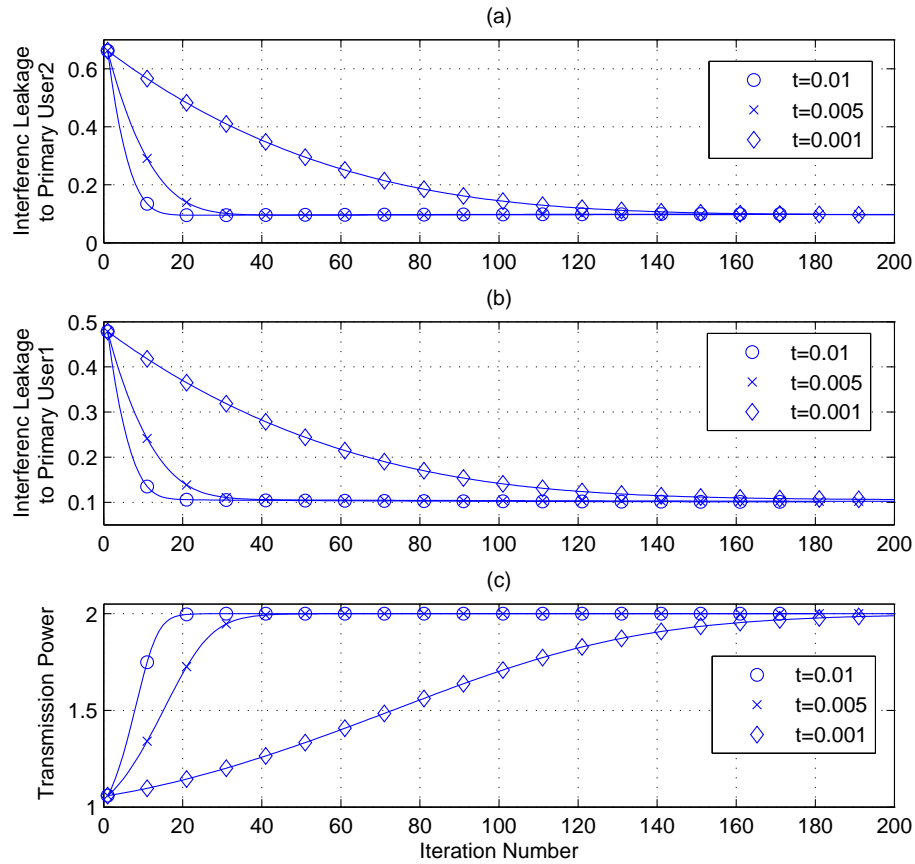 (a)
Interferenc Leakage
to Primary User2
0.6
0.4
0.2
0
t=0.01
t=0.005
t=0.001
0 20 40 60 80 100 120 140 160 180 200
(b)
Interferenc Leakage
to Primary User1
0.5
0.4
0.3
0.2
0.1
t=0.01
t=0.005
t=0.001
0 20 40 60 80 100 120 140 160 180 200
(c)
Transmission Power
2
1.5
1
t=0.01
t=0.005
t=0.001
0 20 40 60 80 100 120 140 160 180 200
Iteration Number